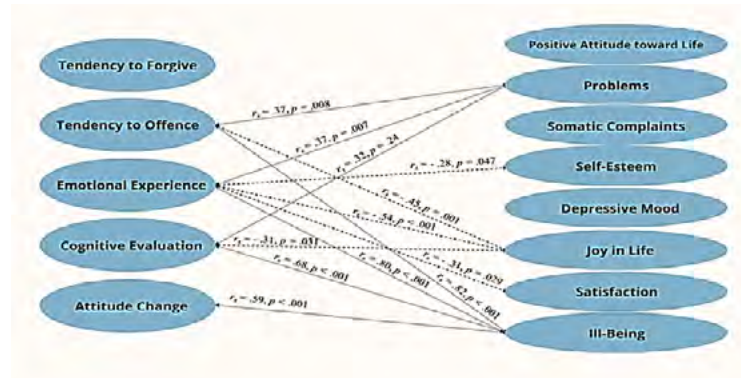 Tendency to Forgive
Tendency to Offence
Emotional Experience
Cognitive Evaluation
Attitude Change
Positive Attitude toward Life
Problems
Somatic Complaints
Self-Esteem
Depressive Mood
Joy in Life
Satisfaction
Ill-Being
rₛ = .37, p = .008
rₛ = .37, p = .007
rₛ = .32, p = .24
rₛ = - .28, p = .047
rₛ = - .45, p = .001
rₛ = - .54, p < .001
rₛ = - .31, p = .031
rₛ = - .31, p = .029
rₛ = .68, p < .001
rₛ = .80, p < .001
rₛ = .82, p < .001
rₛ = .59, p < .001